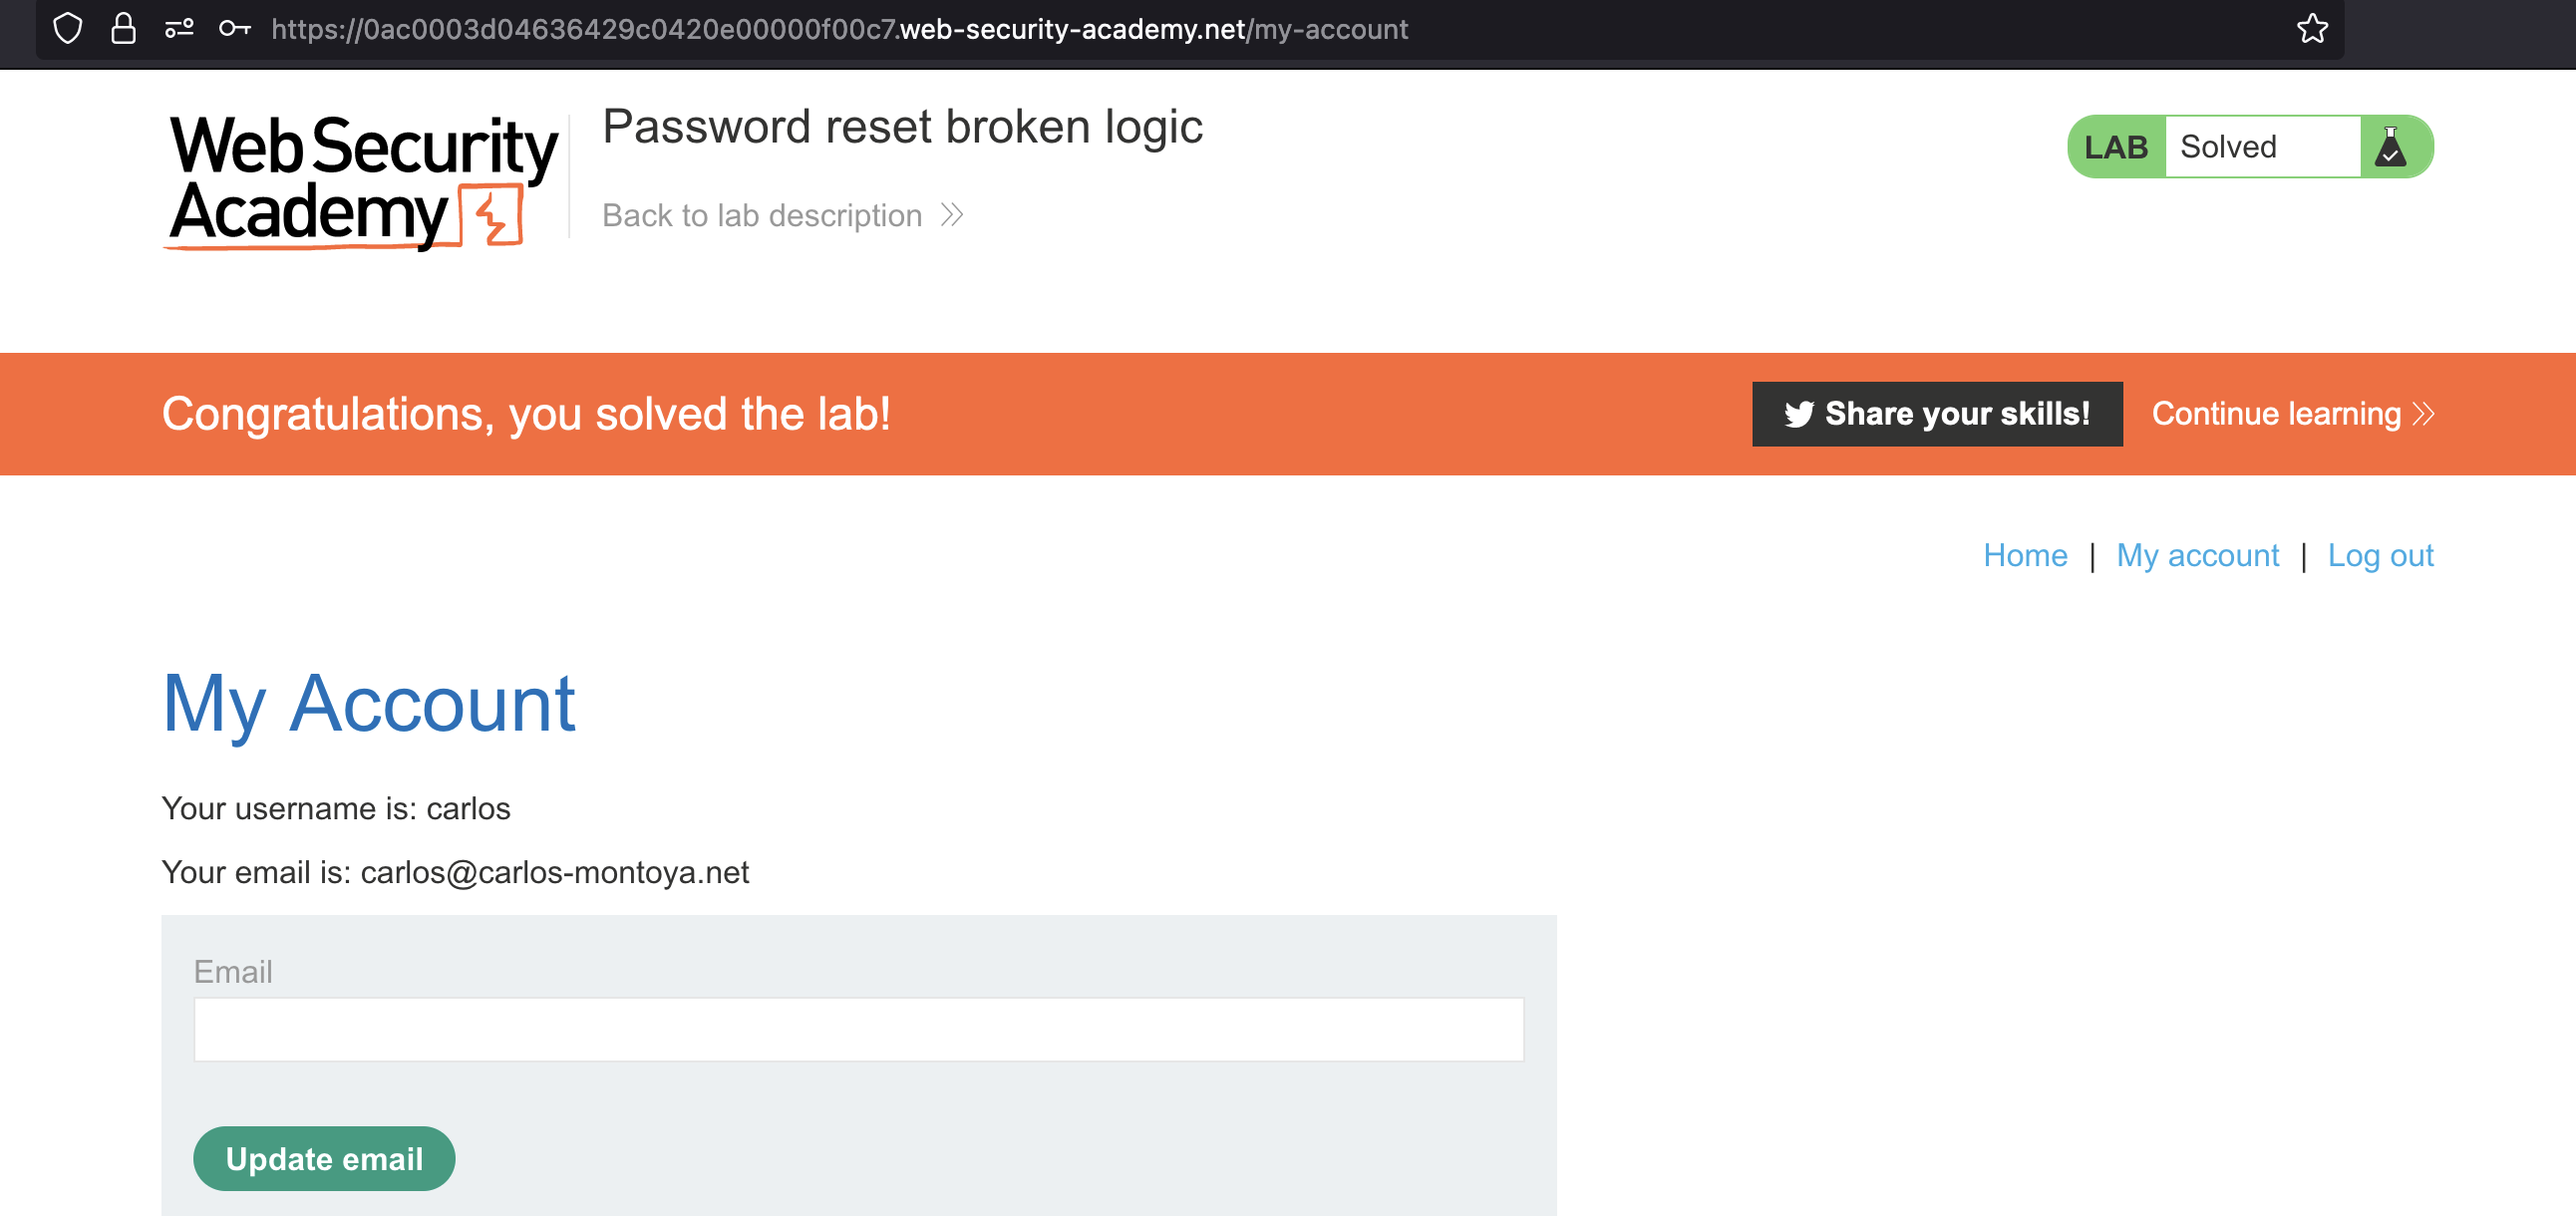 https://0ac0003d04636429c0420e00000f00c7.web-security-academy.net/my-account
Web Security
Academy
Password reset broken logic
Back to lab description
LAB Solved
Congratulations, you solved the lab!
Share your skills!
Continue learning
Home | My account | Log out
My Account
Your username is: carlos
Your email is: carlos@carlos-montoya.net
Email
Update email